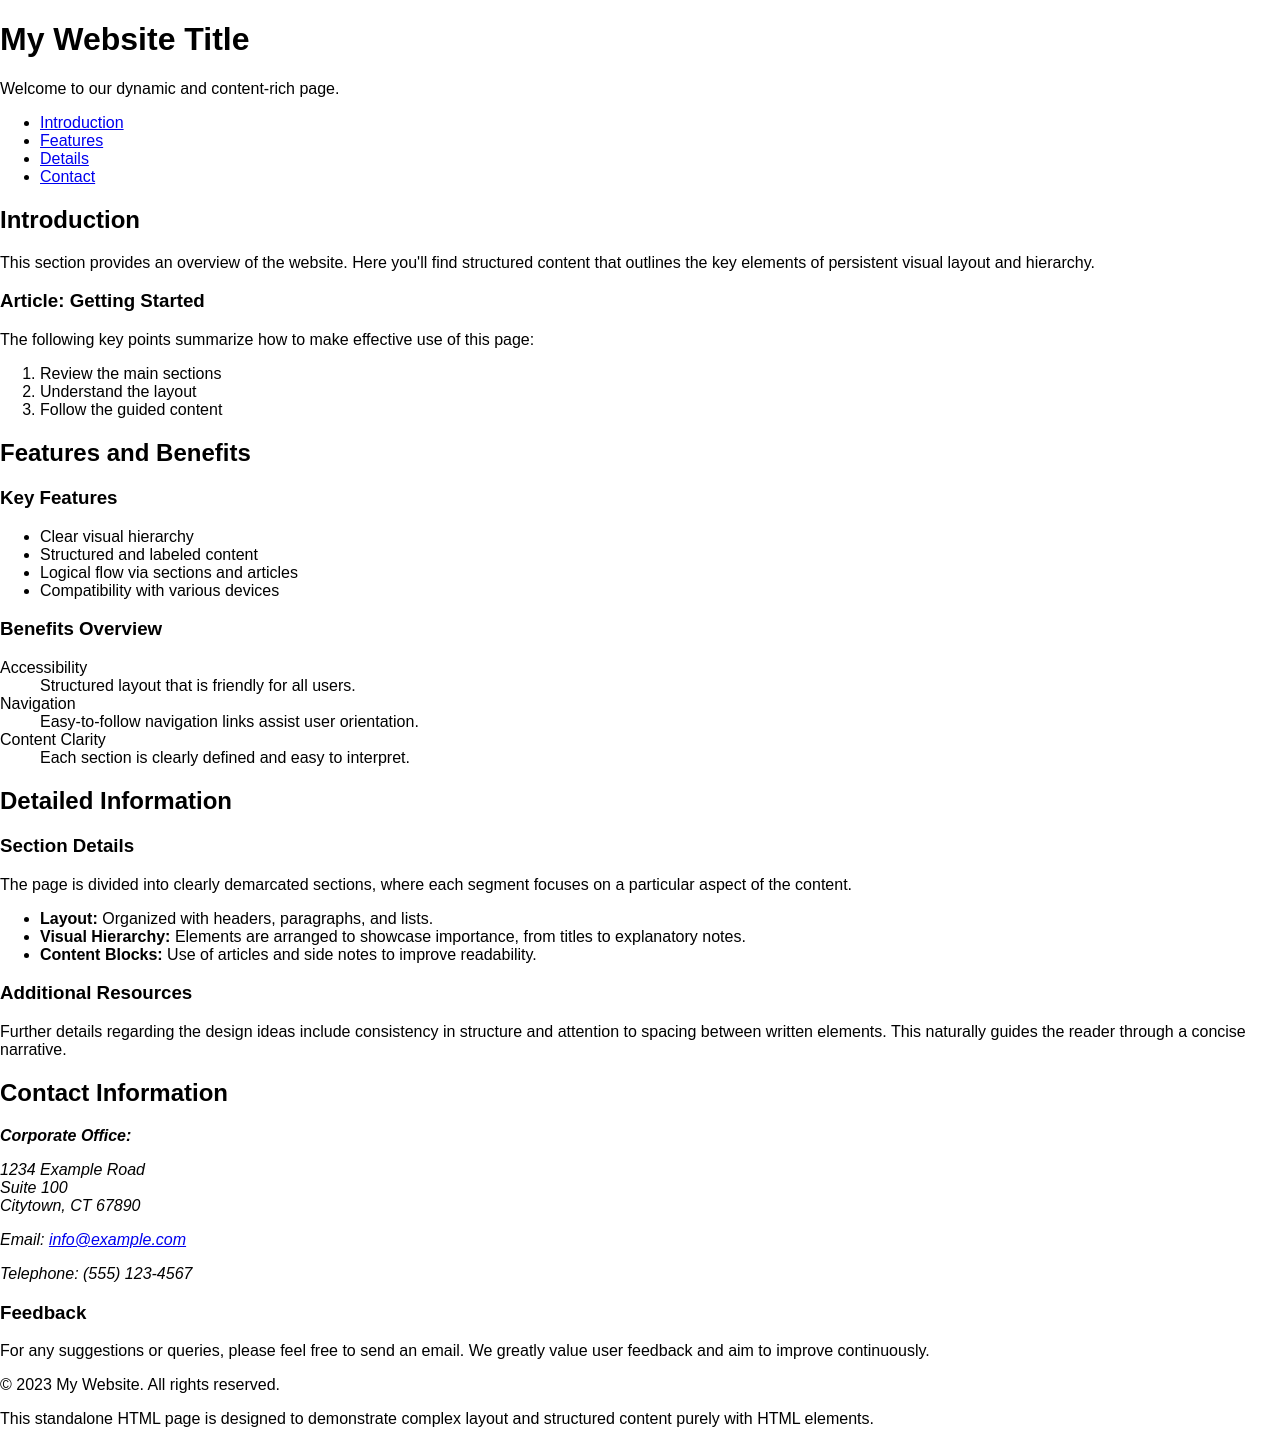 My Website Title
Welcome to our dynamic and content-rich page.
• Introduction
• Features
• Details
• Contact
Introduction
This section provides an overview of the website. Here you'll find structured content that outlines the key elements of persistent visual layout and hierarchy.
Article: Getting Started
The following key points summarize how to make effective use of this page:
1. Review the main sections
2. Understand the layout
3. Follow the guided content
Features and Benefits
Key Features
• Clear visual hierarchy
• Structured and labeled content
• Logical flow via sections and articles
• Compatibility with various devices
Benefits Overview
Accessibility
Structured layout that is friendly for all users.
Navigation
Easy-to-follow navigation links assist user orientation.
Content Clarity
Each section is clearly defined and easy to interpret.
Detailed Information
Section Details
The page is divided into clearly demarcated sections, where each segment focuses on a particular aspect of the content.
• Layout: Organized with headers, paragraphs, and lists.
• Visual Hierarchy: Elements are arranged to showcase importance, from titles to explanatory notes.
• Content Blocks: Use of articles and side notes to improve readability.
Additional Resources
Further details regarding the design ideas include consistency in structure and attention to spacing between written elements. This naturally guides the reader through a concise
narrative.
Contact Information
Corporate Office:
1234 Example Road
Suite 100
Citytown, CT 67890
Email: info@example.com
Telephone: (555) 123-4567
Feedback
For any suggestions or queries, please feel free to send an email. We greatly value user feedback and aim to improve continuously.
© 2023 My Website. All rights reserved.
This standalone HTML page is designed to demonstrate complex layout and structured content purely with HTML elements.